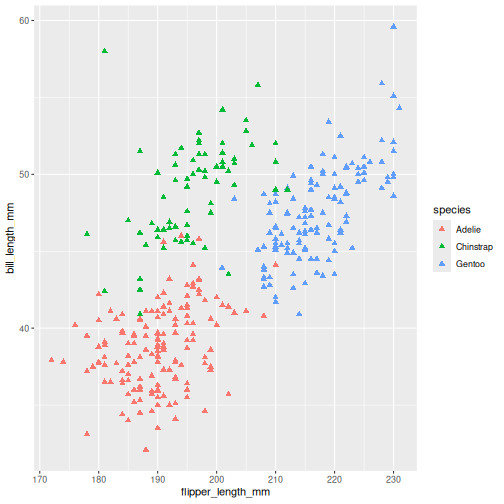 60
50
40
bill_length_mm
170
180
190
200
210
220
230
flipper_length_mm
species
Adelie
Chinstrap
Gentoo